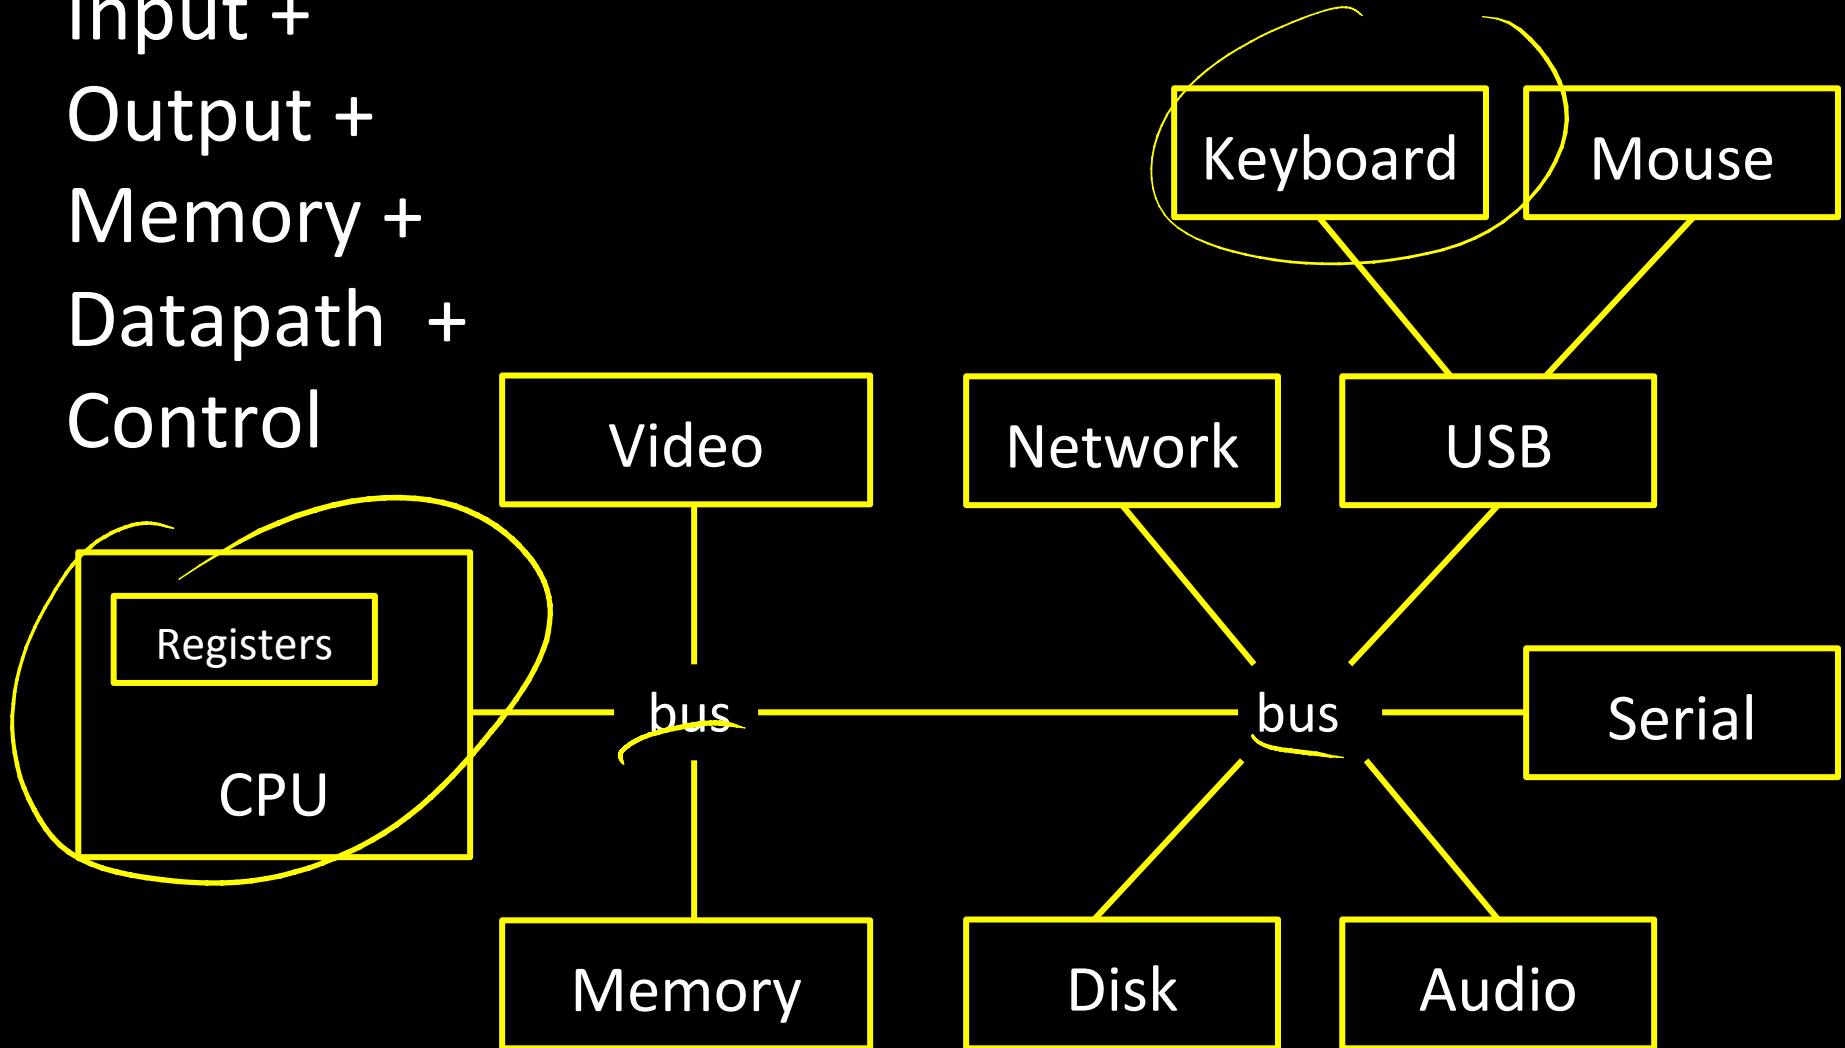 Input +
Output +
Memory +
Datapath +
Control
Keyboard
Mouse
Video
Network
USB
Registers
CPU
bus
bus
Serial
Memory
Disk
Audio